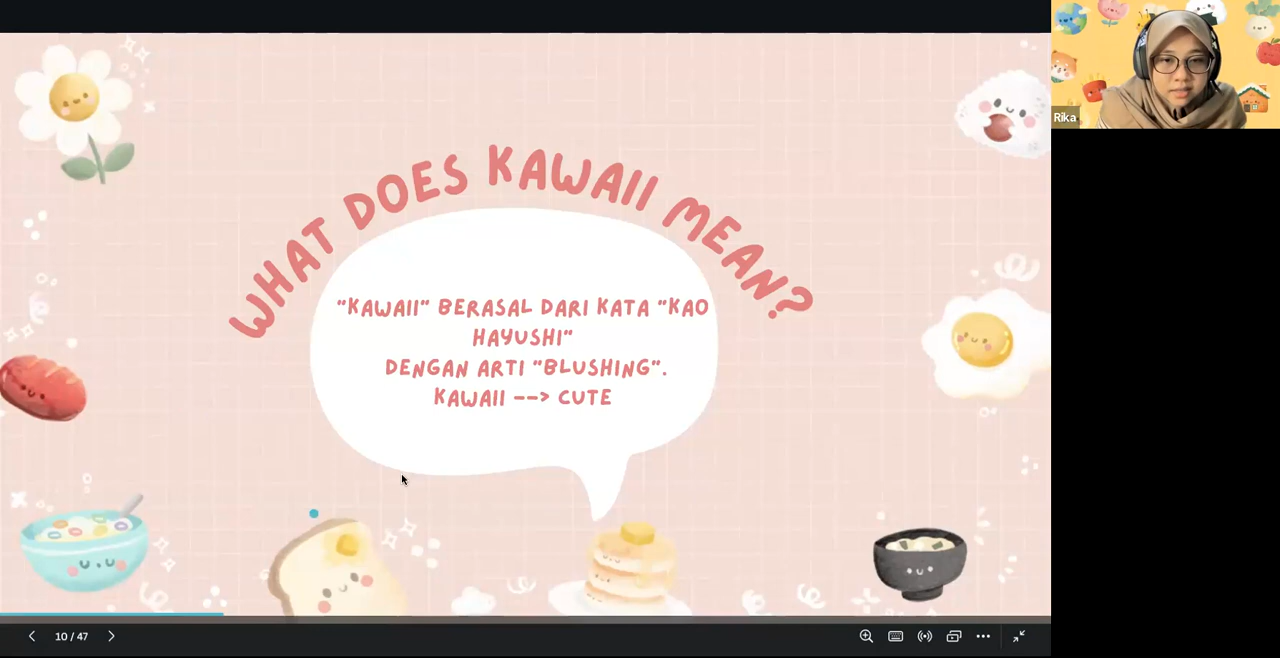 WHAT DOES KAWAII MEAN?
"KAWAII" BERASAL DARI KATA "KAO
HAYUSHI"
DENGAN ARTI "BLUSHING".
KAWAII --> CUTE
Rika
10 / 47